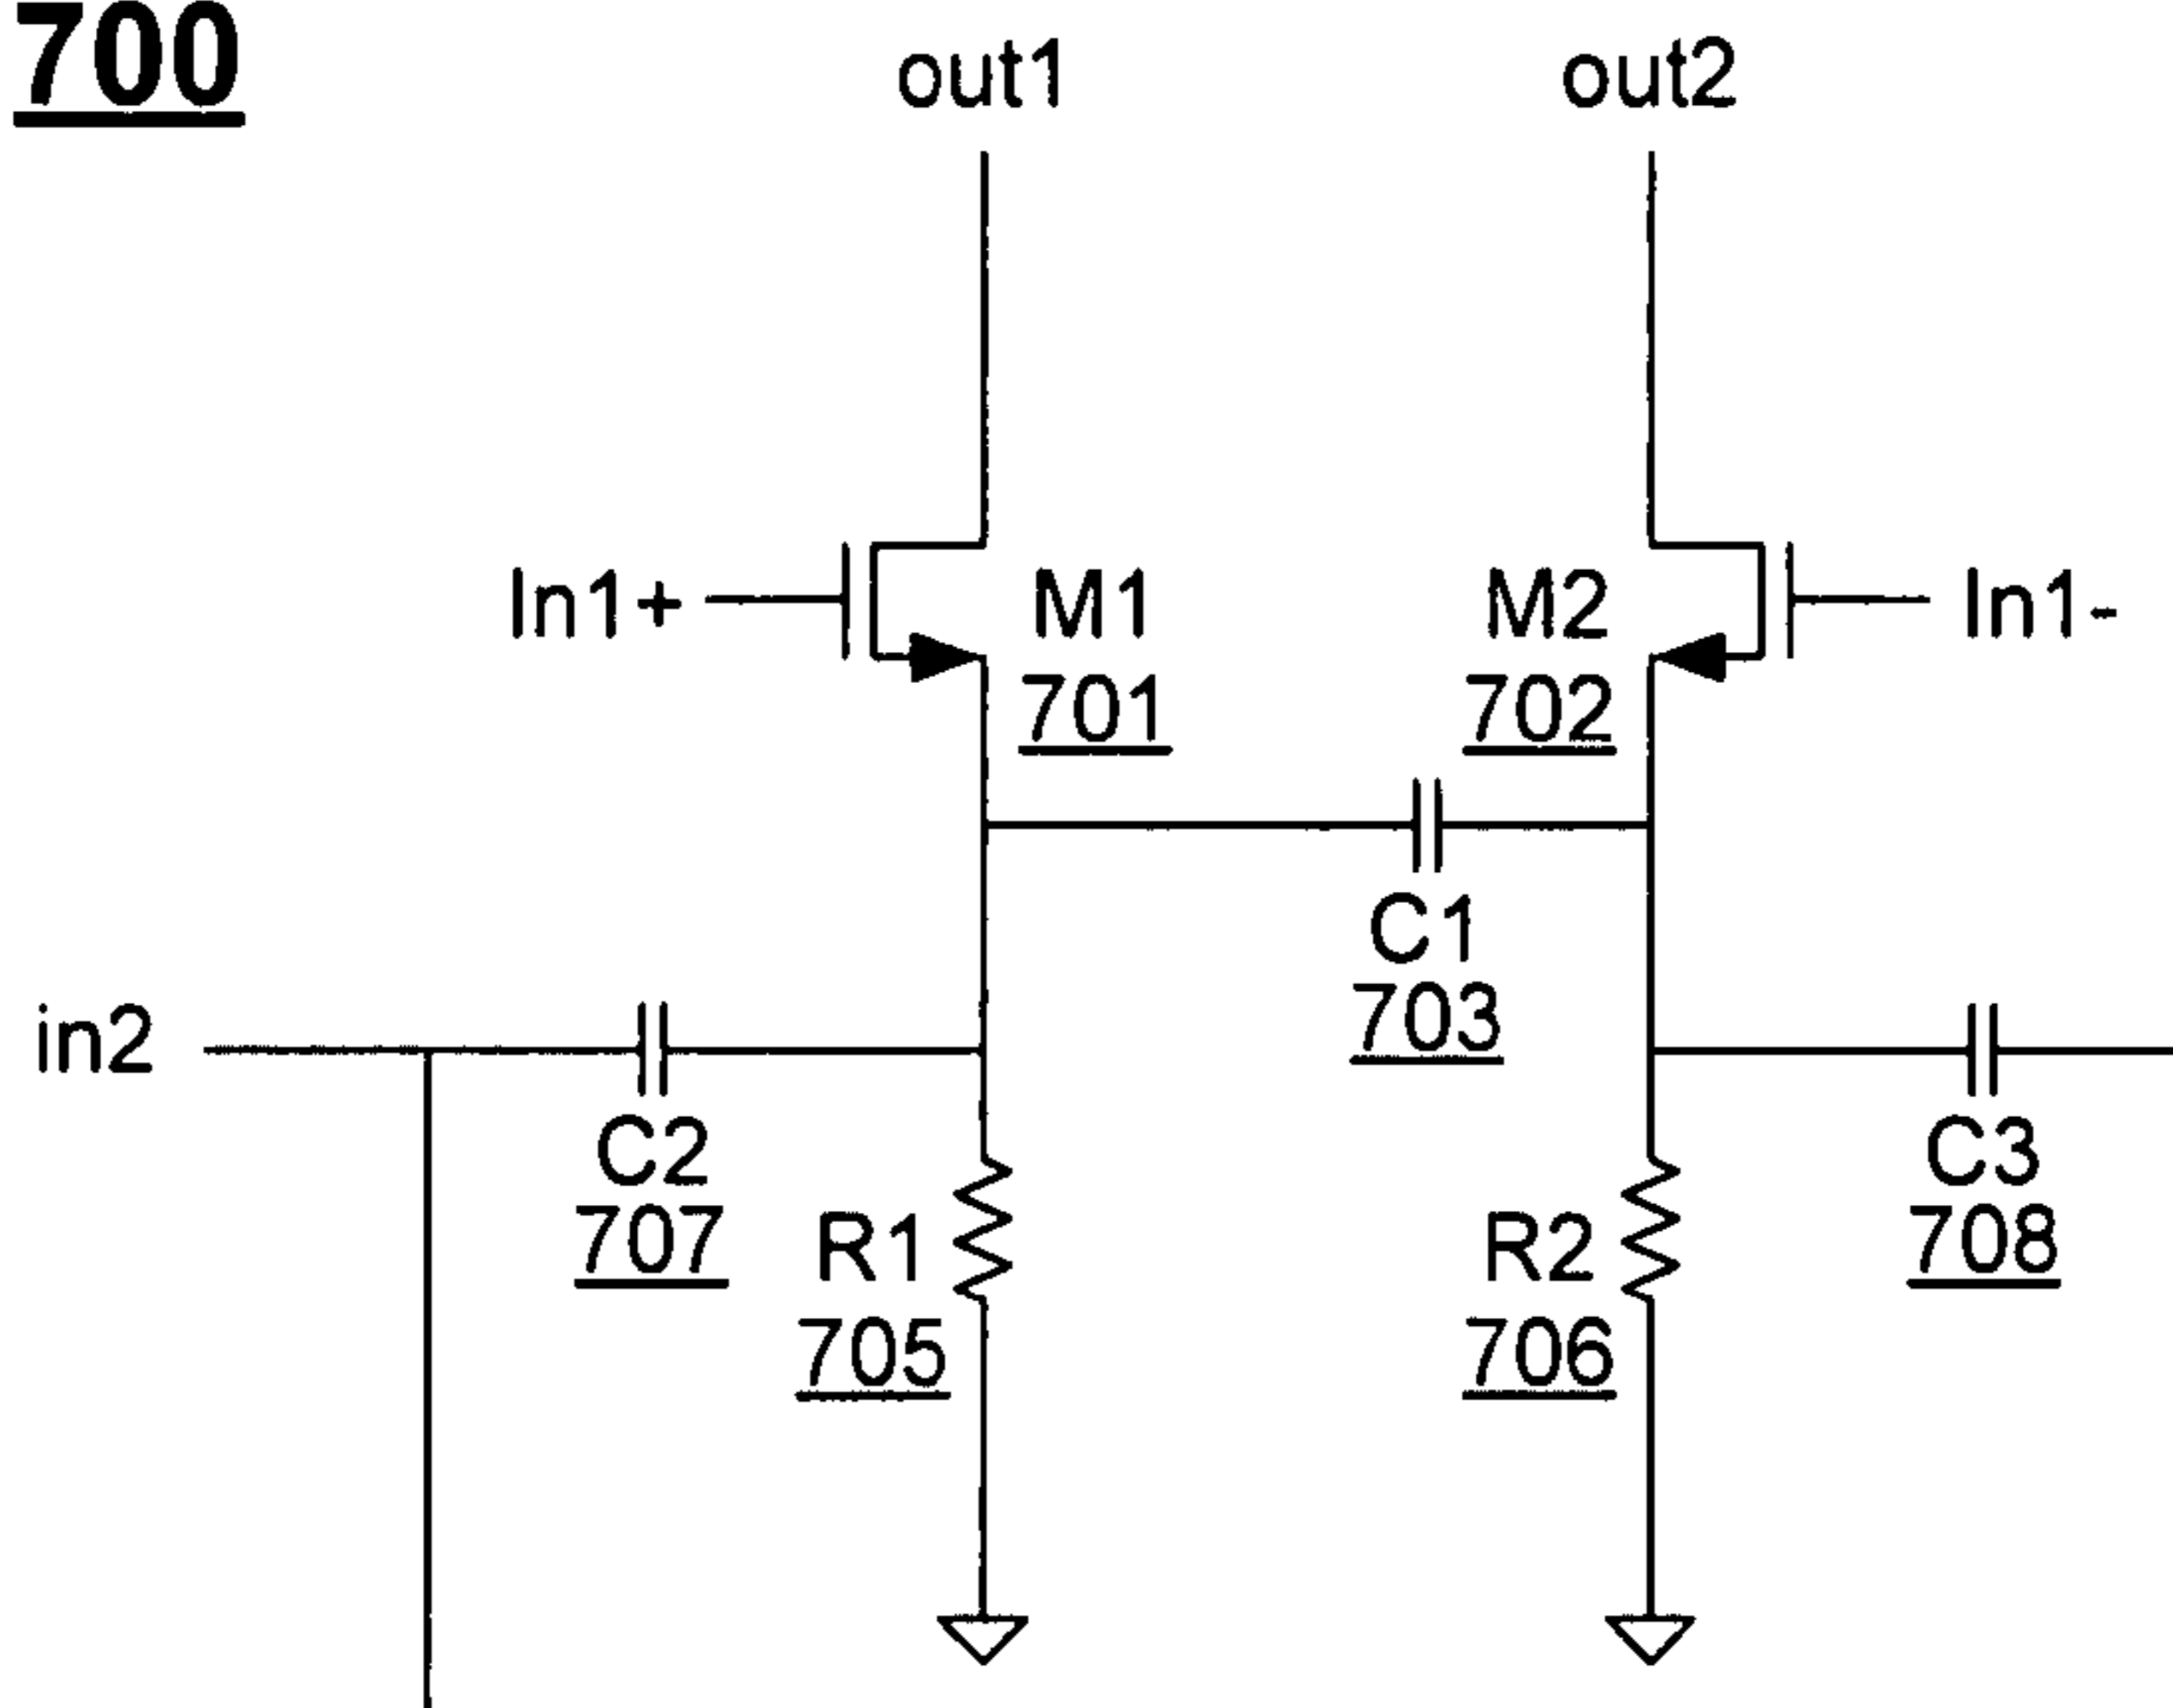 700
out1
out2
In1+
M1
701
M2
702
In1-
C1
703
in2
C2
707
R1
705
R2
706
C3
708